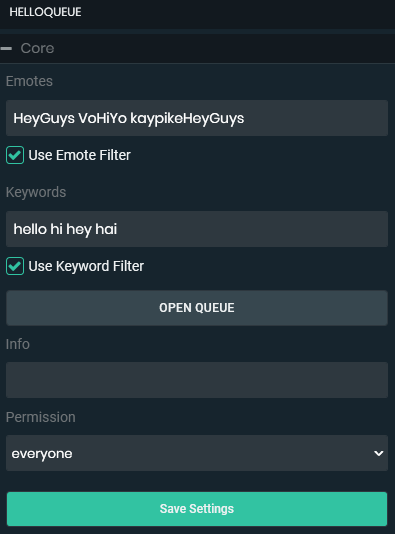 HELLOQUEUE
Core
Emotes
HeyGuys VoHiYo kaypikeHeyGuys
Use Emote Filter
Keywords
hello hi hey hai
Use Keyword Filter
OPEN QUEUE
Info
Permission
everyone
Save Settings